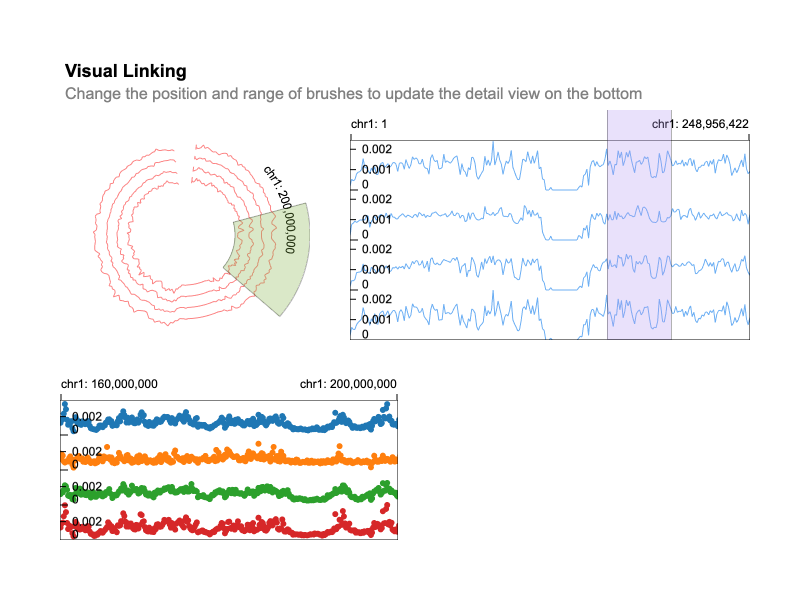 Visual Linking
Change the position and range of brushes to update the detail view on the bottom
chr1: 200,000,000
chr1: 1
chr1: 248,956,422
0.002
0.001
0
0.002
0.001
0
0.002
0.001
0
0.002
0.001
0
chr1: 160,000,000
chr1: 200,000,000
0.002
0
0.002
0
0.002
0
0.002
0